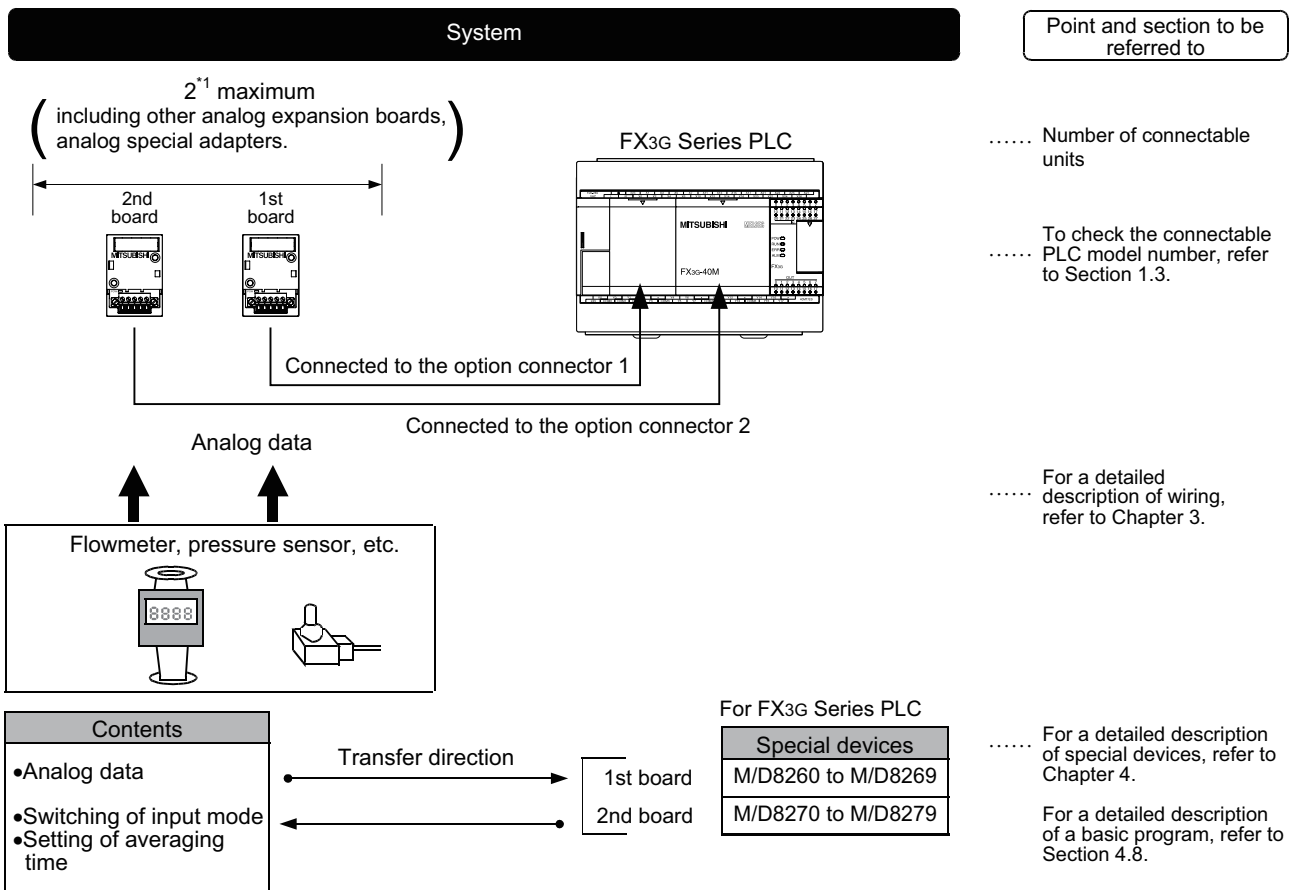 System
Point and section to be
referred to
2*1 maximum
(including other analog expansion boards,
analog special adapters.)
FX3G Series PLC
...... Number of connectable
units
2nd
board
1st
board
MITSUBISHI
MITSUBISHI
MITSUBISHI
FX3G-40M
OUT
...... To check the connectable
PLC model number, refer
to Section 1.3.
Connected to the option connector 1
Connected to the option connector 2
Analog data
...... For a detailed
description of wiring,
refer to Chapter 3.
Flowmeter, pressure sensor, etc.
8888
Contents
•Analog data
•Switching of input mode
•Setting of averaging
time
Transfer direction
For FX3G Series PLC
Special devices
1st board M/D8260 to M/D8269
2nd board M/D8270 to M/D8279
...... For a detailed description
of special devices, refer to
Chapter 4.
For a detailed description
of a basic program, refer to
Section 4.8.